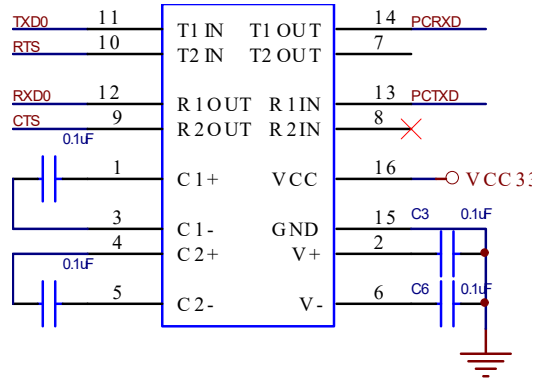 TXD0 11 T1 IN T1 OUT 14 PCRXD
RTS 10 T2 IN T2 OUT 7
RXD0 12 R1OUT R1IN 13 PCTXD
CTS 9 R2OUT R2IN 8
0.1uF
1 C1+ VCC 16 VCC33
3 C1- GND 15 C3 0.1uF
4 C2+ V+ 2
0.1uF
5 C2- V- 6 C6 0.1uF